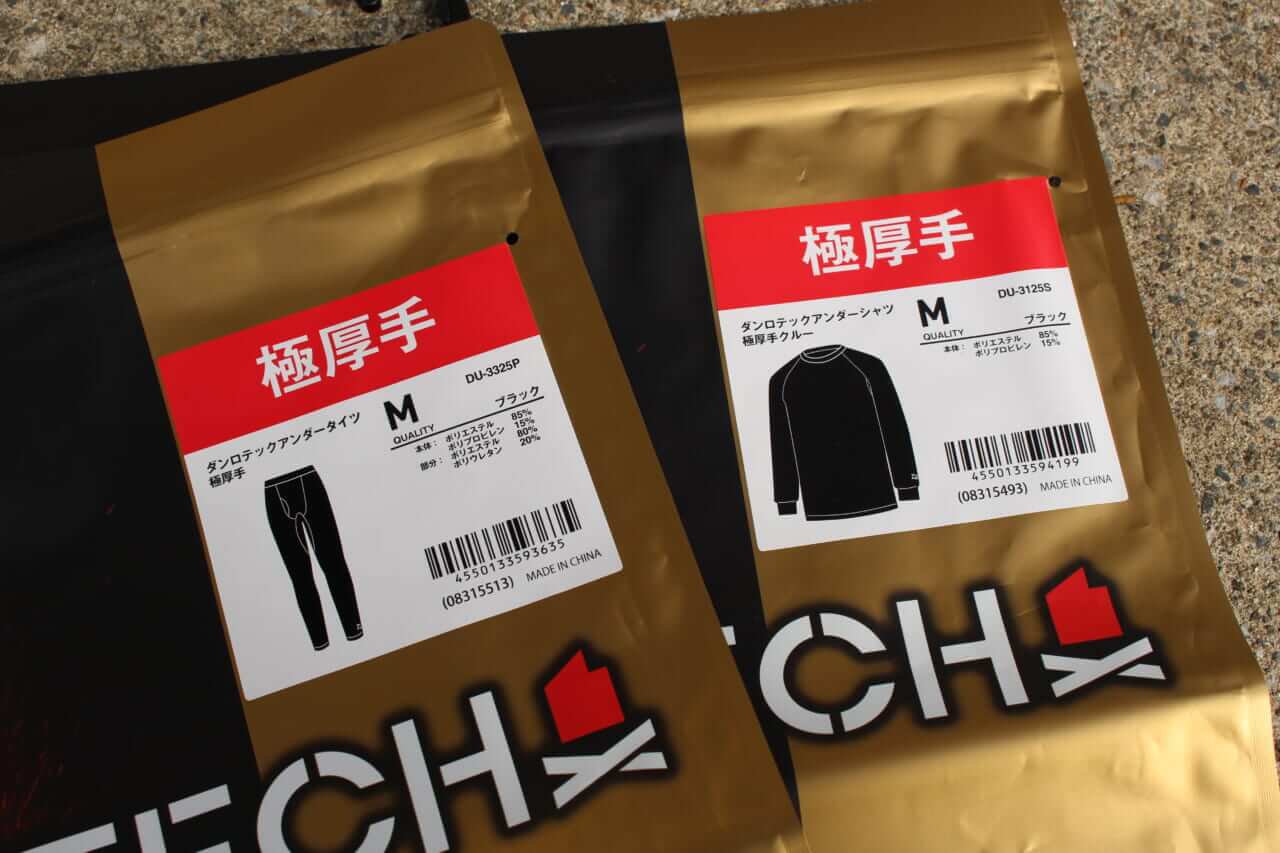 極厚手
DU-3325P
ダンロテックアンダータイツ
極厚手
M
QUALITY
ブラック
本体: ポリエステル 85%
ポリプロピレン 15%
部分: ポリエステル 80%
ポリウレタン 20%
4550133593635
(08315513) MADE IN CHINA
TECH
極厚手
DU-3125S
ダンロテックアンダーシャツ
極厚手クルー
M
QUALITY
ブラック
本体: ポリエステル 85%
ポリプロピレン 15%
4550133594199
(08315493) MADE IN CHINA
ECH